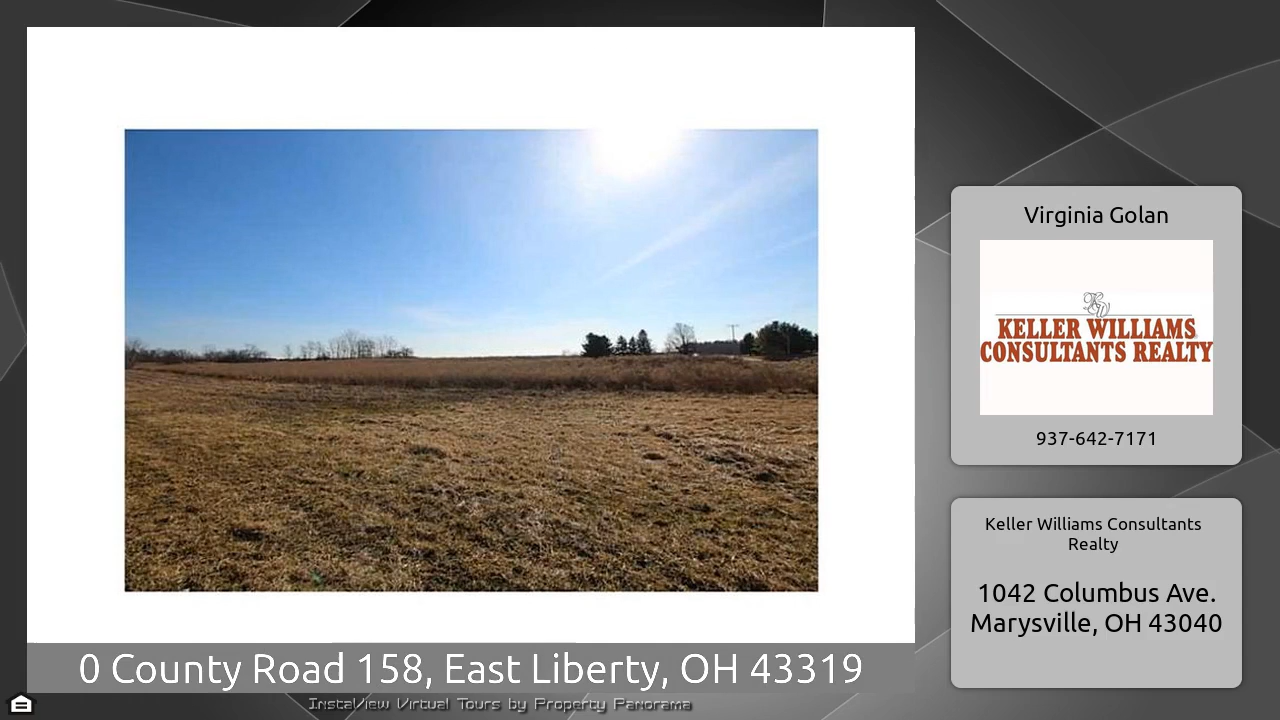 Virginia Golan
KW
KELLER WILLIAMS
CONSULTANTS REALTY
937-642-7171
Keller Williams Consultants
Realty
1042 Columbus Ave.
Marysville, OH 43040
0 County Road 158, East Liberty, OH 43319
InstaView Virtual Tours by Property Panorama